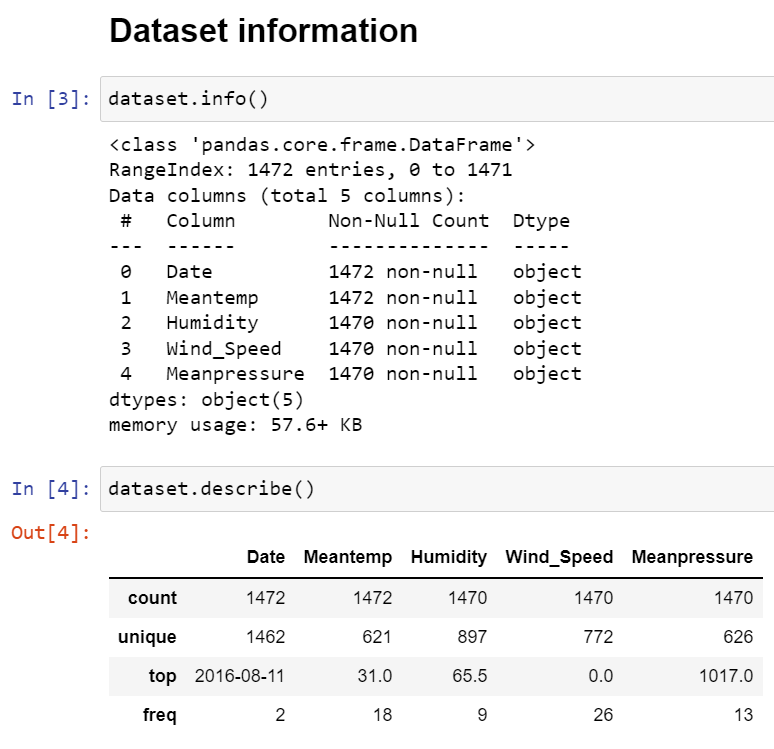 Dataset information
In [3]: dataset.info()
<class 'pandas.core.frame.DataFrame'>
RangeIndex: 1472 entries, 0 to 1471
Data columns (total 5 columns):
 #   Column        Non-Null Count  Dtype
---  ------        --------------  -----
 0   Date          1472 non-null   object
 1   Meantemp      1472 non-null   object
 2   Humidity      1470 non-null   object
 3   Wind_Speed    1470 non-null   object
 4   Meanpressure  1470 non-null   object
dtypes: object(5)
memory usage: 57.6+ KB
In [4]: dataset.describe()
Out[4]:
Date Meantemp Humidity Wind_Speed Meanpressure
count 1472 1472 1470 1470 1470
unique 1462 621 897 772 626
top 2016-08-11 31.0 65.5 0.0 1017.0
freq 2 18 9 26 13